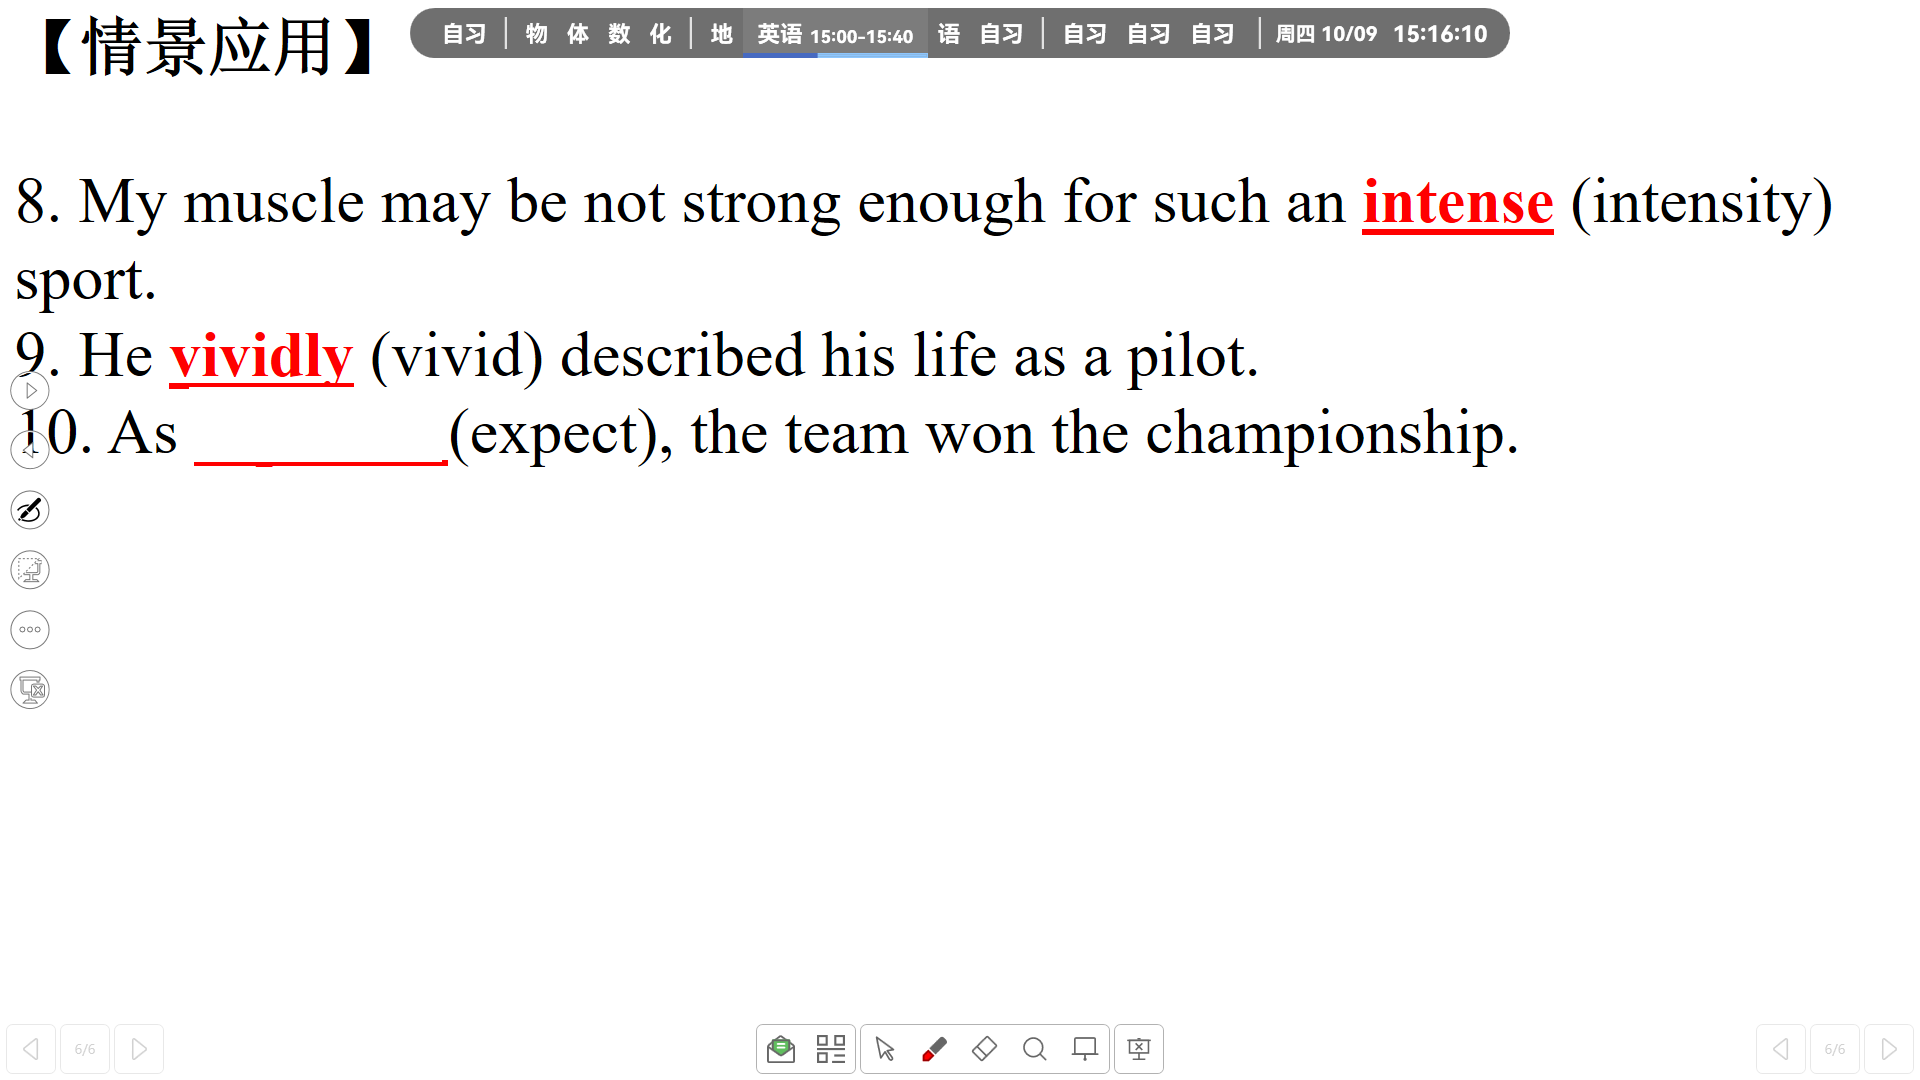 【情景应用】
自习 | 物 体 数 化 | 地 英语 15:00-15:40 语 自习 | 自习 自习 自习 | 周四 10/09 15:16:10
8. My muscle may be not strong enough for such an intense (intensity)
sport.
9. He vividly (vivid) described his life as a pilot.
10. As ________(expect), the team won the championship.
6/6
6/6